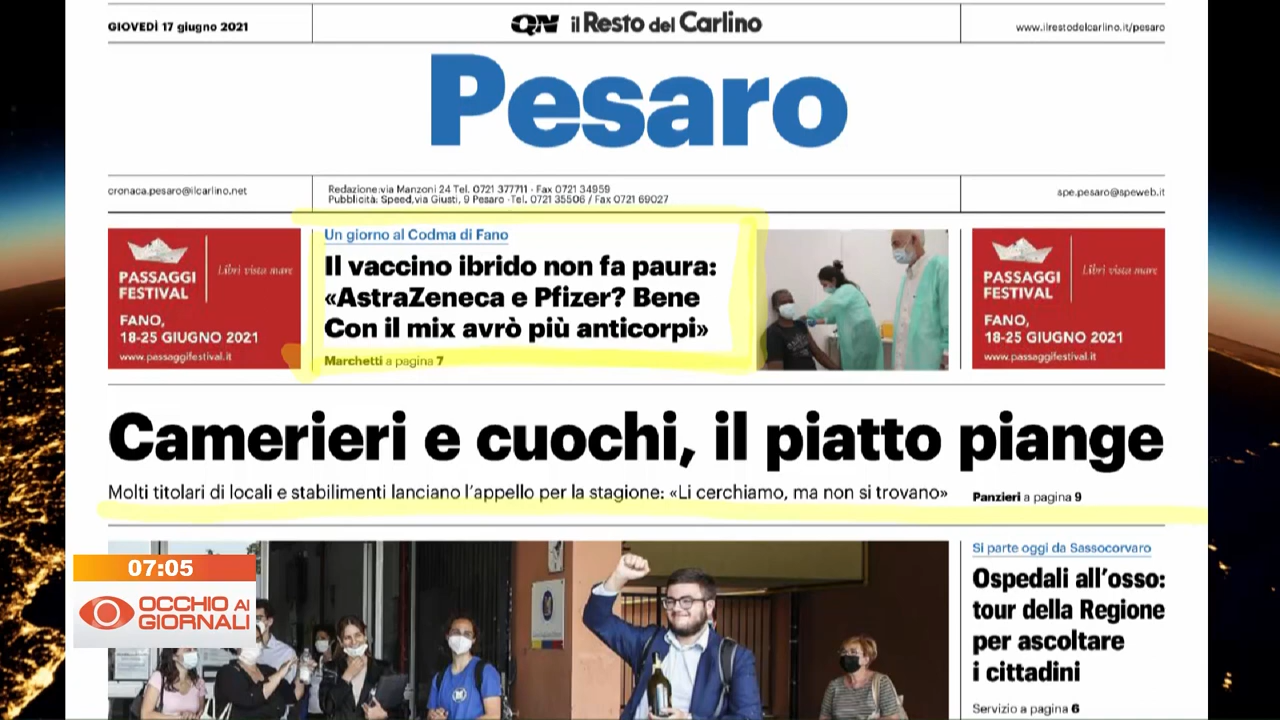 GIOVEDÌ 17 giugno 2021
QN il Resto del Carlino
www.ilrestodelcarlino.it/pesaro
Pesaro
cronaca.pesaro@ilcarlino.net
Redazione:via Manzoni 24 Tel. 0721 377711 - Fax 0721 34959
Pubblicità: Speed,via Giusti, 9 Pesaro -Tel. 0721 35506 / Fax 0721 69027
spe.pesaro@speweb.it
PASSAGGI
FESTIVAL
Libri vista mare
FANO,
18-25 GIUGNO 2021
www.passaggifestival.it
Un giorno al Codma di Fano
Il vaccino ibrido non fa paura:
«AstraZeneca e Pfizer? Bene
Con il mix avrò più anticorpi»
Marchetti a pagina 7
PASSAGGI
FESTIVAL
Libri vista mare
FANO,
18-25 GIUGNO 2021
www.passaggifestival.it
Camerieri e cuochi, il piatto piange
Molti titolari di locali e stabilimenti lanciano l'appello per la stagione: «Li cerchiamo, ma non si trovano»
Panzieri a pagina 9
07:05
OCCHIO AI
GIORNALI
Si parte oggi da Sassocorvaro
Ospedali all'osso:
tour della Regione
per ascoltare
i cittadini
Servizio a pagina 6